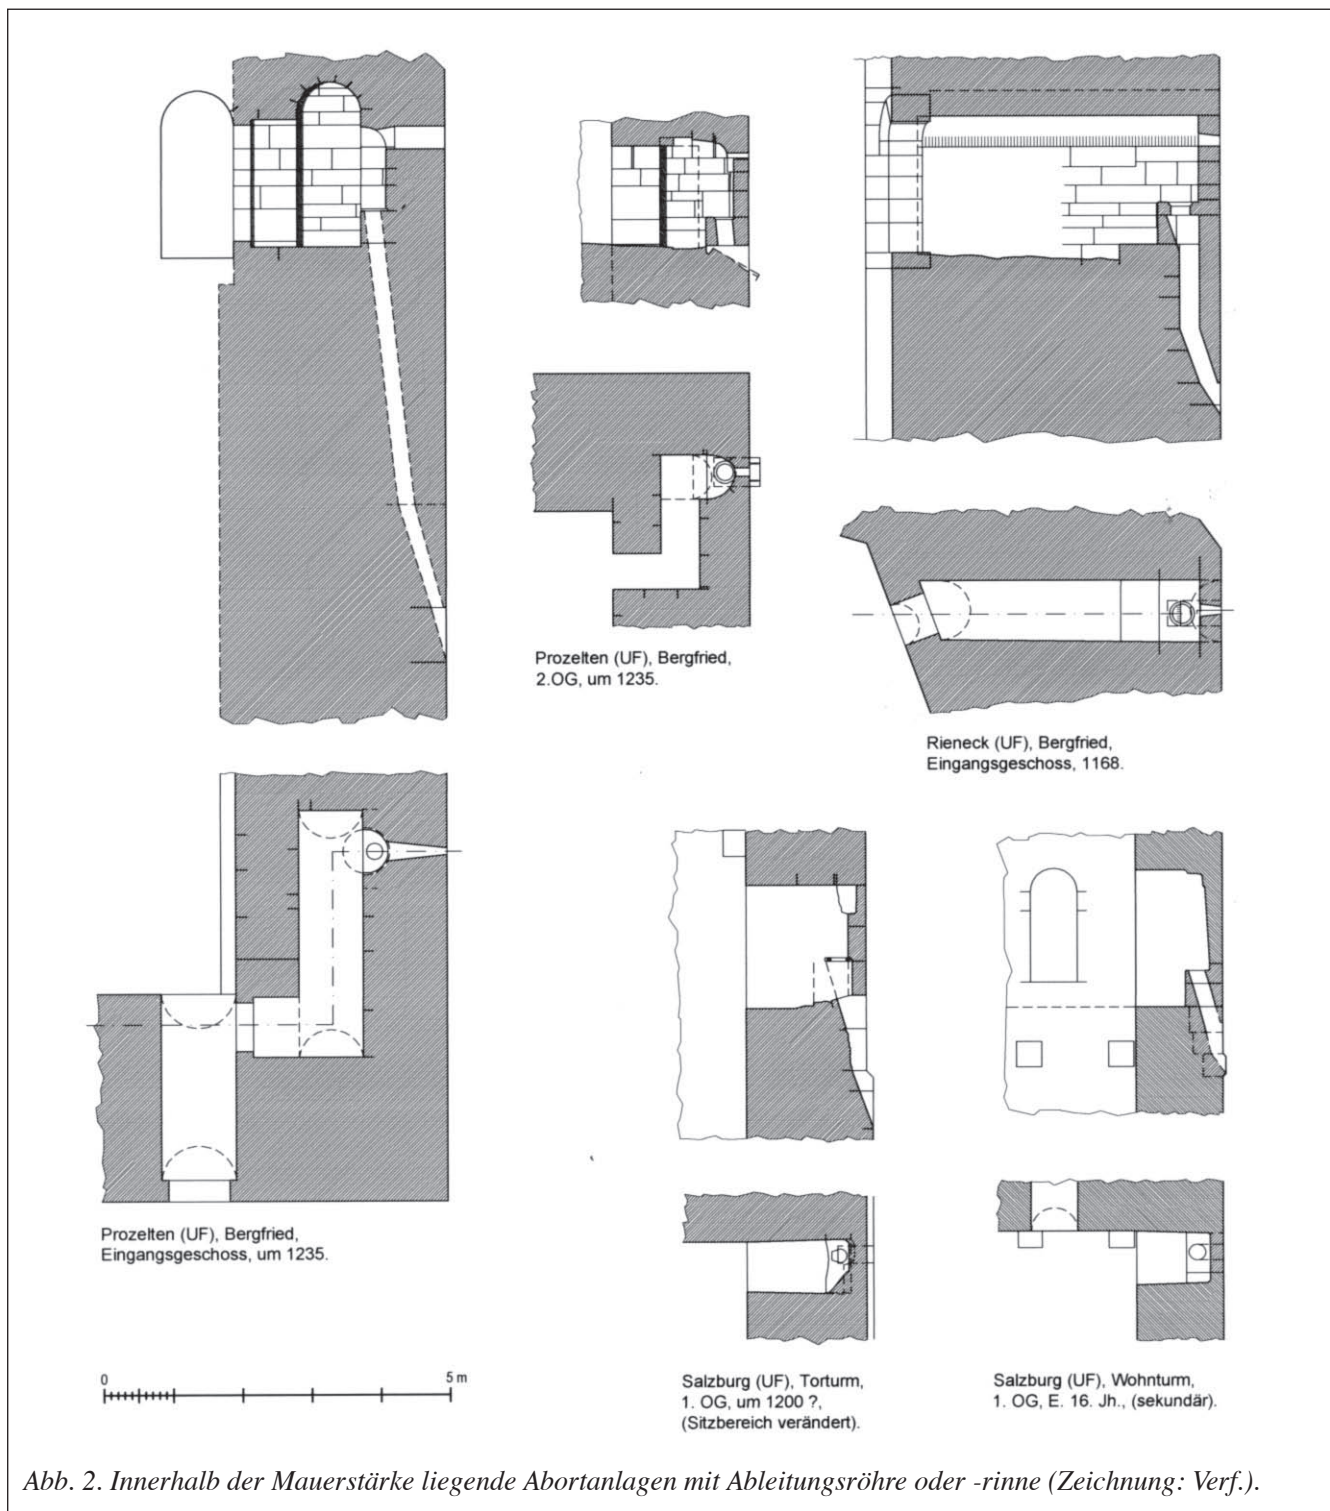 Prozelten (UF), Bergfried,
2.OG, um 1235.
Rieneck (UF), Bergfried,
Eingangsgeschoss, 1168.
Prozelten (UF), Bergfried,
Eingangsgeschoss, um 1235.
0
5 m
Salzburg (UF), Torturm,
1. OG, um 1200 ?,
(Sitzbereich verändert).
Salzburg (UF), Wohnturm,
1. OG, E. 16. Jh., (sekundär).
Abb. 2. Innerhalb der Mauerstärke liegende Abortanlagen mit Ableitungsröhre oder -rinne (Zeichnung: Verf.).